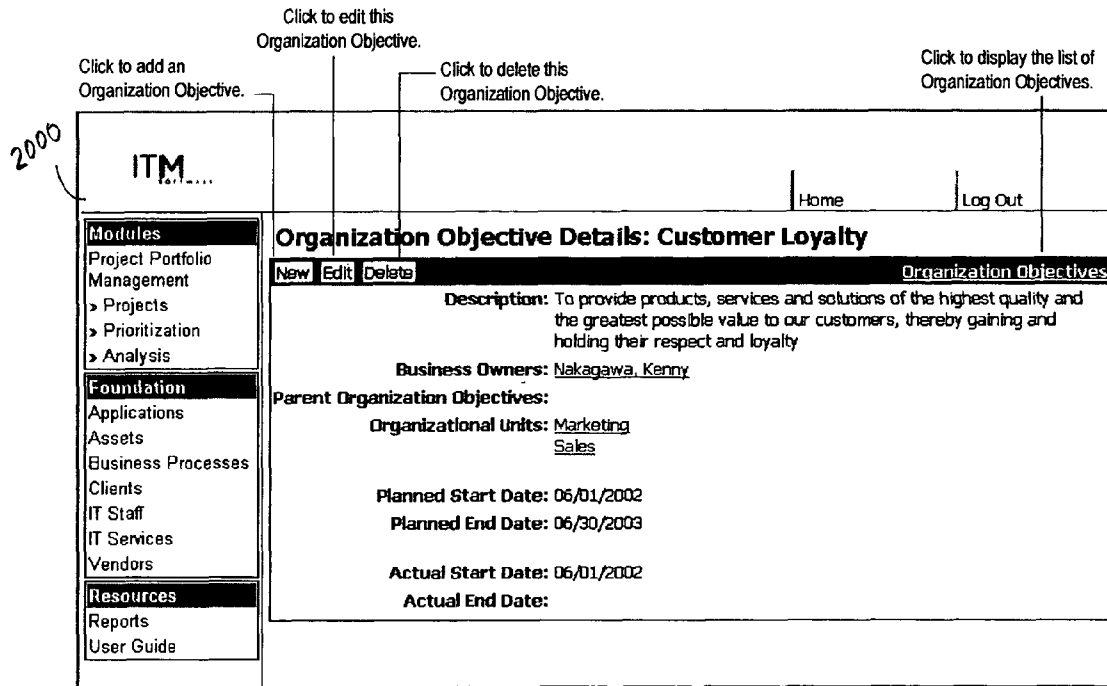 Click to edit this
Organization Objective.
Click to add an
Organization Objective.
Click to delete this
Organization Objective.
Click to display the list of
Organization Objectives.
2000
ITM
SOFTWARE
Home
Log Out
Modules
Project Portfolio
Management
» Projects
» Prioritization
» Analysis
Foundation
Applications
Assets
Business Processes
Clients
IT Staff
IT Services
Vendors
Resources
Reports
User Guide
Organization Objective Details: Customer Loyalty
New Edit Delete Organization Objectives
Description: To provide products, services and solutions of the highest quality and
the greatest possible value to our customers, thereby gaining and
holding their respect and loyalty
Business Owners: Nakagawa, Kenny
Parent Organization Objectives:
Organizational Units: Marketing
Sales
Planned Start Date: 06/01/2002
Planned End Date: 06/30/2003
Actual Start Date: 06/01/2002
Actual End Date: